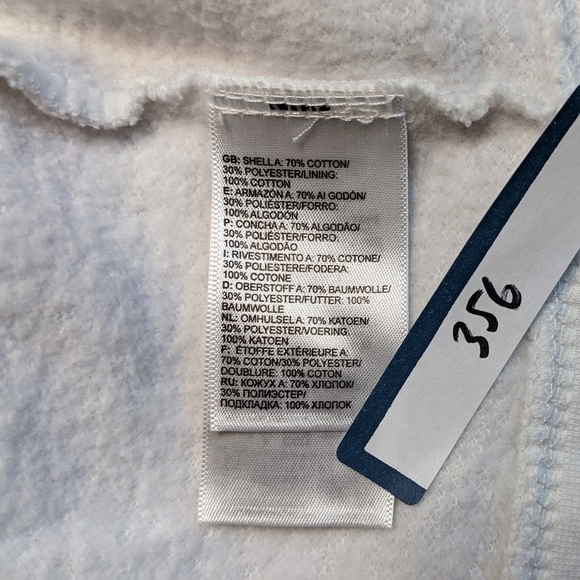 GB: SHELLA: 70% COTTON/
30% POLYESTER/LINING:
100% COTTON
E: ARMAZÓN A: 70% Al GODÓN/
30% POLIÉSTER/FORRO:
100% ALGODÓN
P: CONCHA A: 70% ALGODÃO/
30% POLIÉSTER/FORRO:
100% ALGODÃO
I: RIVESTIMENTO A: 70% COTONE/
30% POLIESTERE/FODERA:
100% COTONE
D: OBERSTOFF A: 70% BAUMWOLLE/
30% POLYESTER/FUTTER: 100%
BAUMWOLLE
NL: OMHULSEL A: 70% KATOEN/
30% POLYESTER/VOERING:
100% KATOEN
F: ÉTOFFE EXTÉRIEURE A:
70% COTON/30% POLYESTER/
DOUBLURE: 100% COTON
RU: КОЖУХ A: 70% ХЛОПОК/
30% ПОЛИЭСТЕР/
ПОДКЛАДКА: 100% ХЛОПОК
356